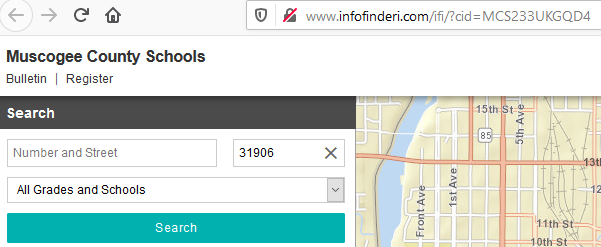 www.infofinderi.com/ifi/?cid=MCS233UKGQD4
Muscogee County Schools
Bulletin | Register
Search
Number and Street 31906
All Grades and Schools
Search
15th St
85
5th Ave
13th
Front Ave
1st Ave
11th St
10th St